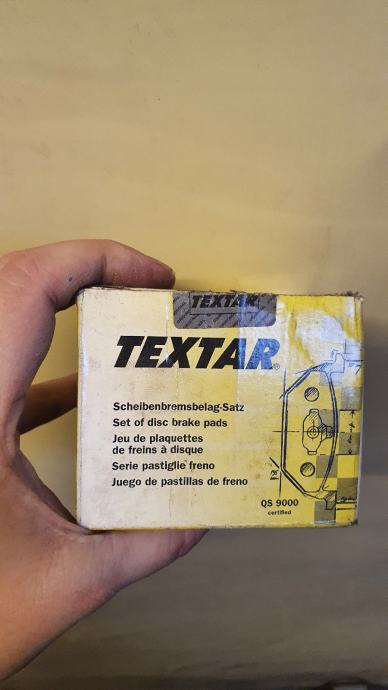 TEXTAR
TEXTAR®
Scheibenbremsbelag-Satz
Set of disc brake pads
Jeu de plaquettes
de freins à disque
Serie pastiglie freno
Juego de pastillas de freno
QS 9000
certified